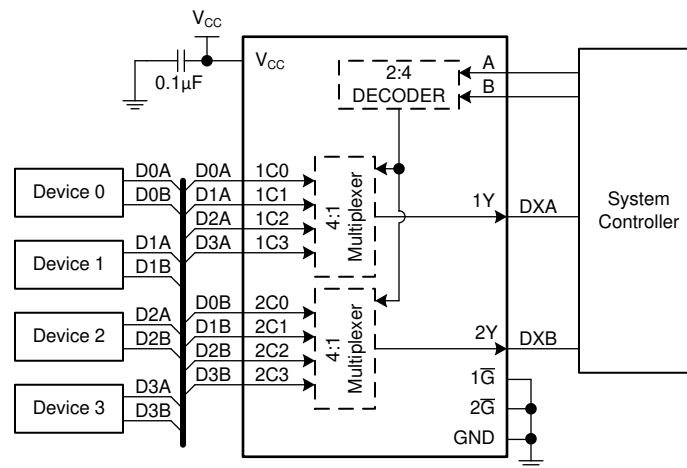 V_CC
0.1µF
V_CC
2:4
DECODER
A
B
Device 0
D0A
D0B
Device 1
D1A
D1B
Device 2
D2A
D2B
Device 3
D3A
D3B
D0A 1C0
D1A 1C1
D2A 1C2
D3A 1C3
4:1
Multiplexer
1Y DXA
D0B 2C0
D1B 2C1
D2B 2C2
D3B 2C3
4:1
Multiplexer
2Y DXB
1G̅
2G̅
GND
System
Controller